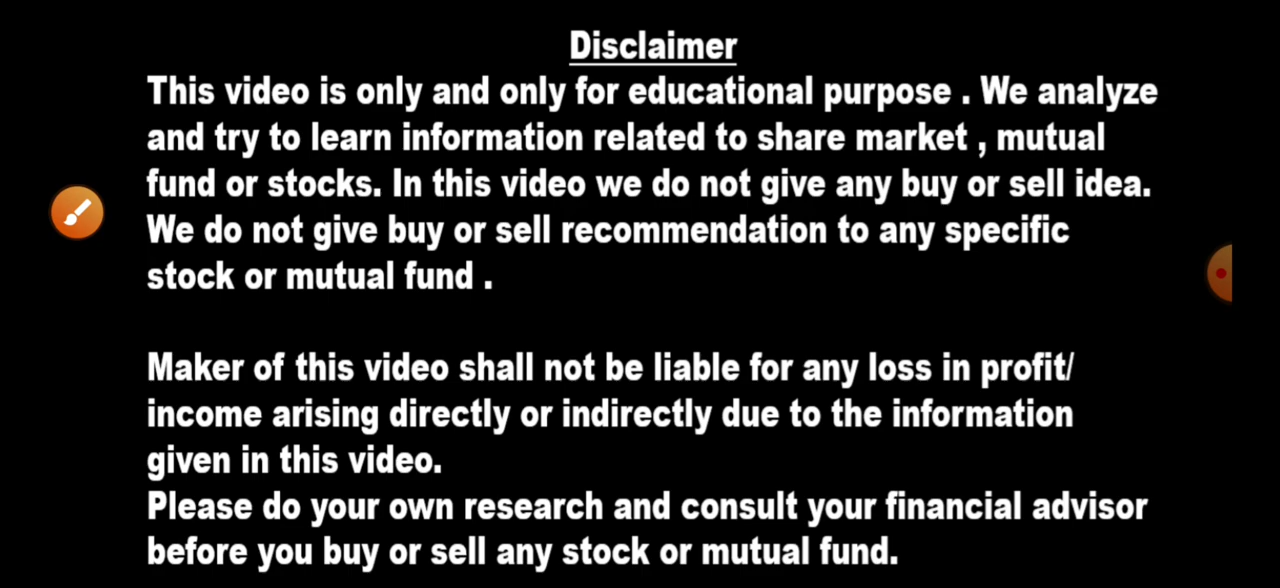 Disclaimer
This video is only and only for educational purpose . We analyze
and try to learn information related to share market , mutual
fund or stocks. In this video we do not give any buy or sell idea.
We do not give buy or sell recommendation to any specific
stock or mutual fund .
Maker of this video shall not be liable for any loss in profit/
income arising directly or indirectly due to the information
given in this video.
Please do your own research and consult your financial advisor
before you buy or sell any stock or mutual fund.